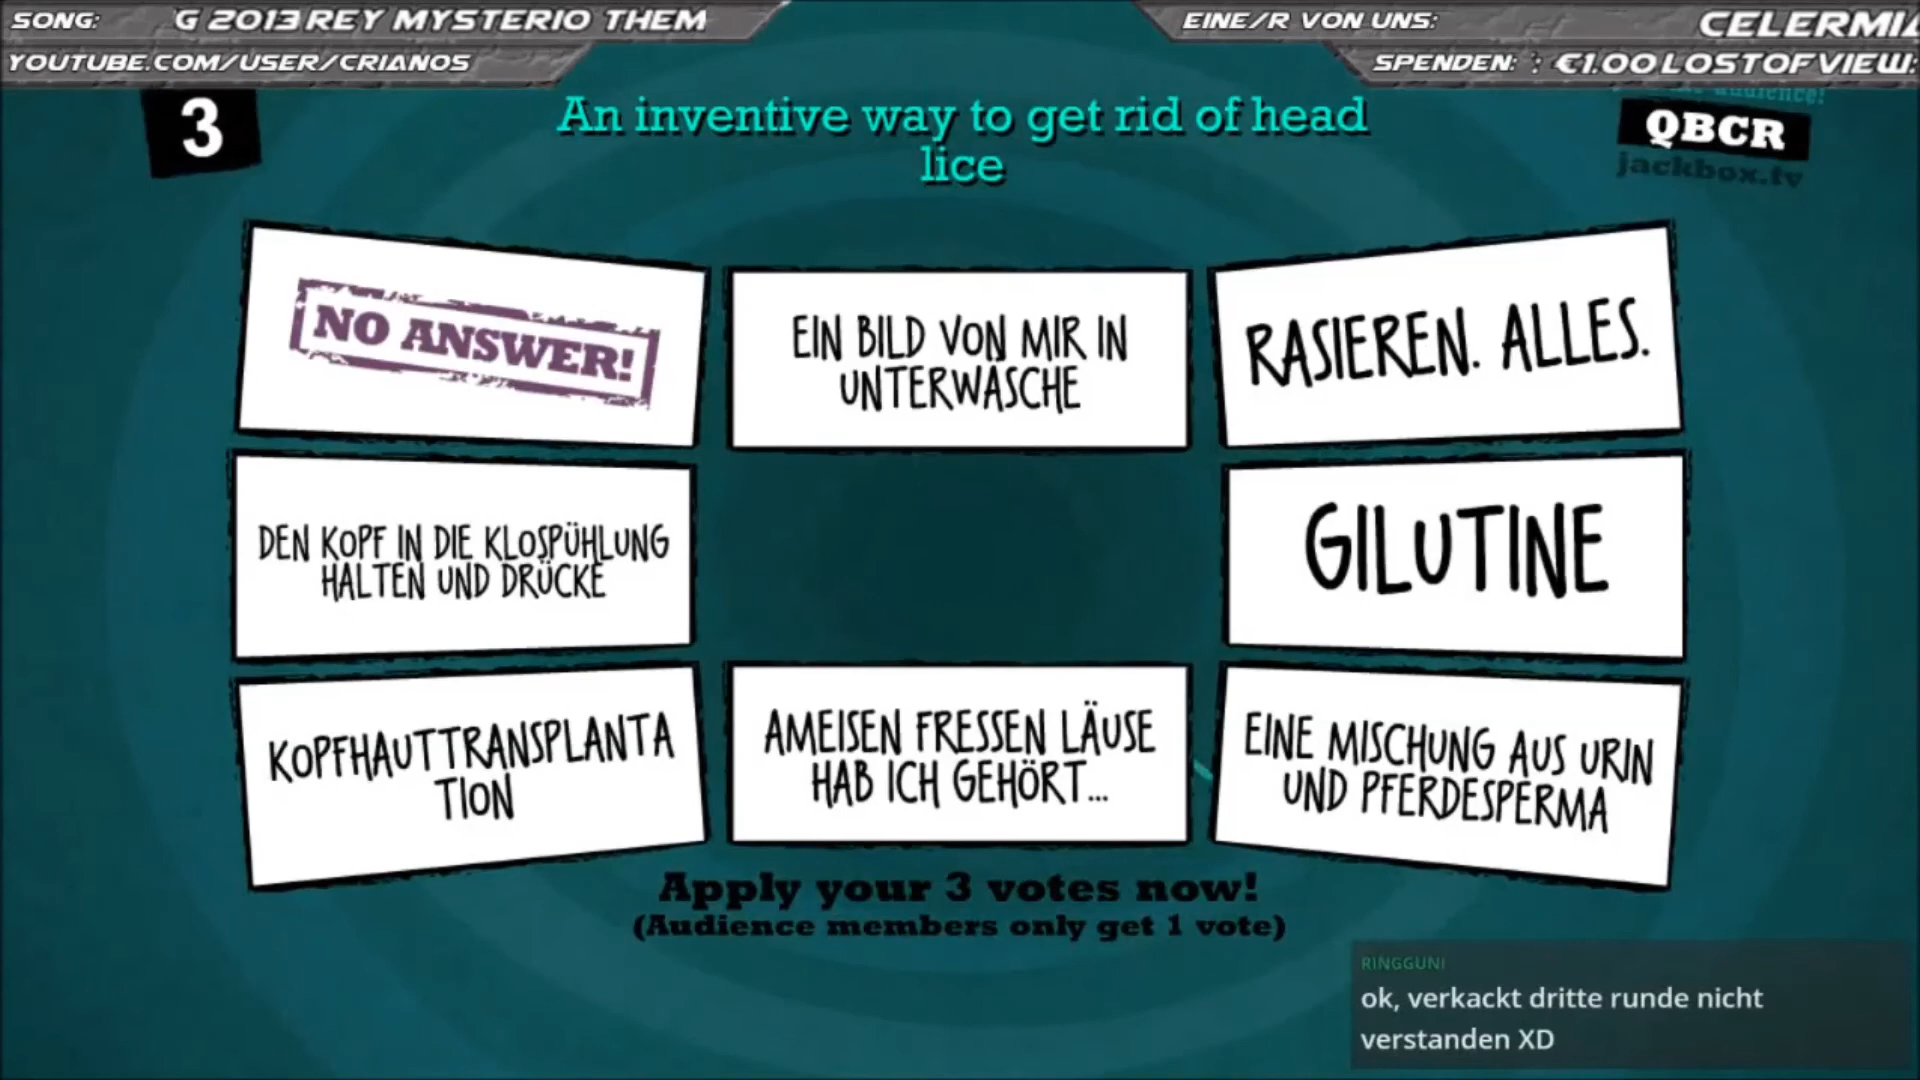 SONG: G 2013 REY MYSTERIO THEM
EINE/R VON UNS:
YOUTUBE.COM/USER/CRIANOS
SPENDEN: : €1.00 LOSTOFVIEW:
3
An inventive way to get rid of head
lice
audience!
QBCR
jackbox.tv
NO ANSWER!
EIN BILD VON MIR IN
UNTERWÄSCHE
RASIEREN. ALLES.
DEN KOPF IN DIE KLOSPÜHLUNG
HALTEN UND DRÜCKE
GILUTINE
KOPFHAUTTRANSPLANTA
TION
AMEISEN FRESSEN LÄUSE
HAB ICH GEHÖRT...
EINE MISCHUNG AUS URIN
UND PFERDESPERMA
Apply your 3 votes now!
(Audience members only get 1 vote)
RINGGUNI
ok, verkackt dritte runde nicht
verstanden XD